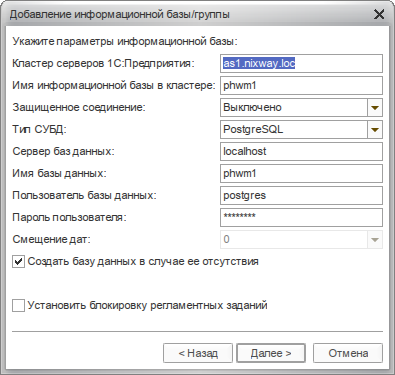 Добавление информационной базы/группы
Укажите параметры информационной базы:
Кластер серверов 1С:Предприятия: as1.nixway.loc
Имя информационной базы в кластере: phwm1
Защищенное соединение: Выключено
Тип СУБД: PostgreSQL
Сервер баз данных: localhost
Имя базы данных: phwm1
Пользователь базы данных: postgres
Пароль пользователя: ********
Смещение дат: 0
Создать базу данных в случае ее отсутствия
Установить блокировку регламентных заданий
< Назад Далее > Отмена